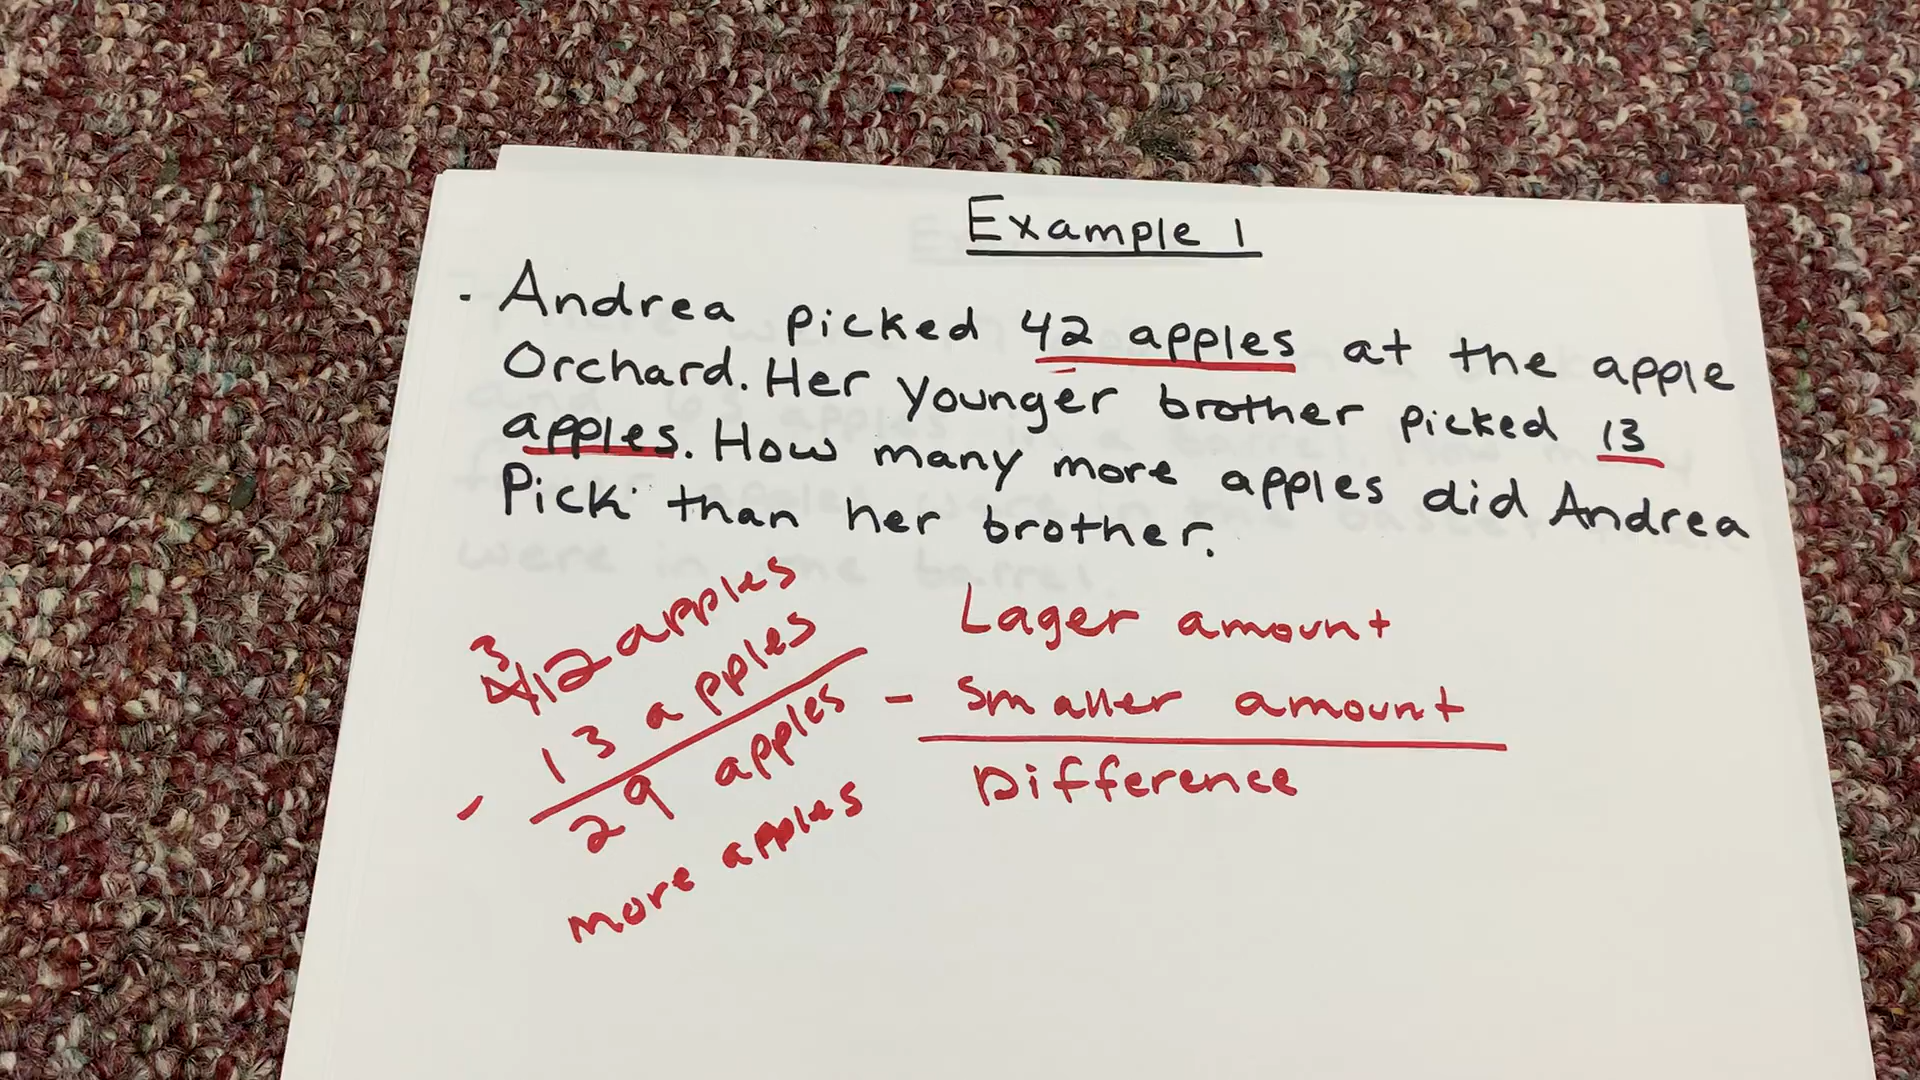 Example 1
- Andrea picked 42 apples at the apple
Orchard. Her younger brother picked 13
apples. How many more apples did Andrea
Pick than her brother.
3
412 apples
- 13 apples
29 apples
more apples
Lager amount
- Smaller amount
Difference